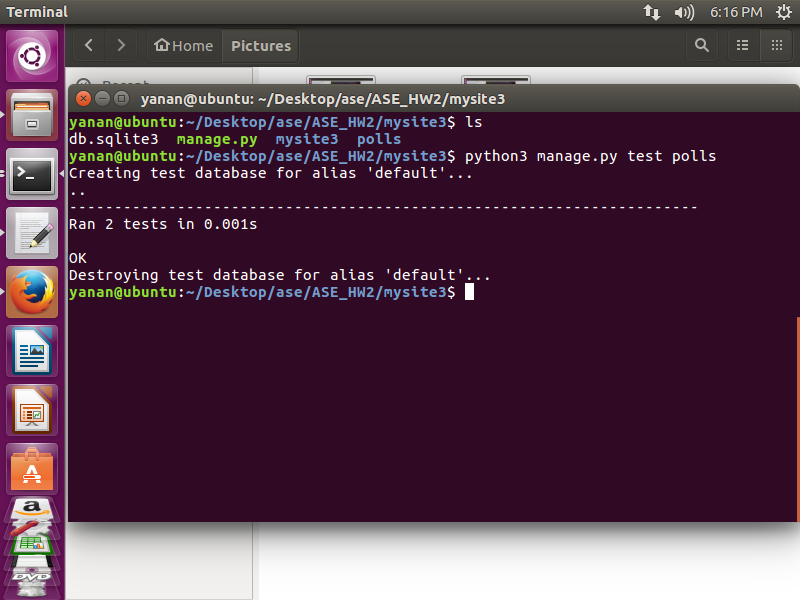 Terminal
6:16 PM
Home
Pictures
yanan@ubuntu: ~/Desktop/ase/ASE_HW2/mysite3
yanan@ubuntu:~/Desktop/ase/ASE_HW2/mysite3$ ls
db.sqlite3 manage.py mysite3 polls
yanan@ubuntu:~/Desktop/ase/ASE_HW2/mysite3$ python3 manage.py test polls
Creating test database for alias 'default'...
..
----------------------------------------------------------------------
Ran 2 tests in 0.001s
OK
Destroying test database for alias 'default'...
yanan@ubuntu:~/Desktop/ase/ASE_HW2/mysite3$
>_
A
a
DVD